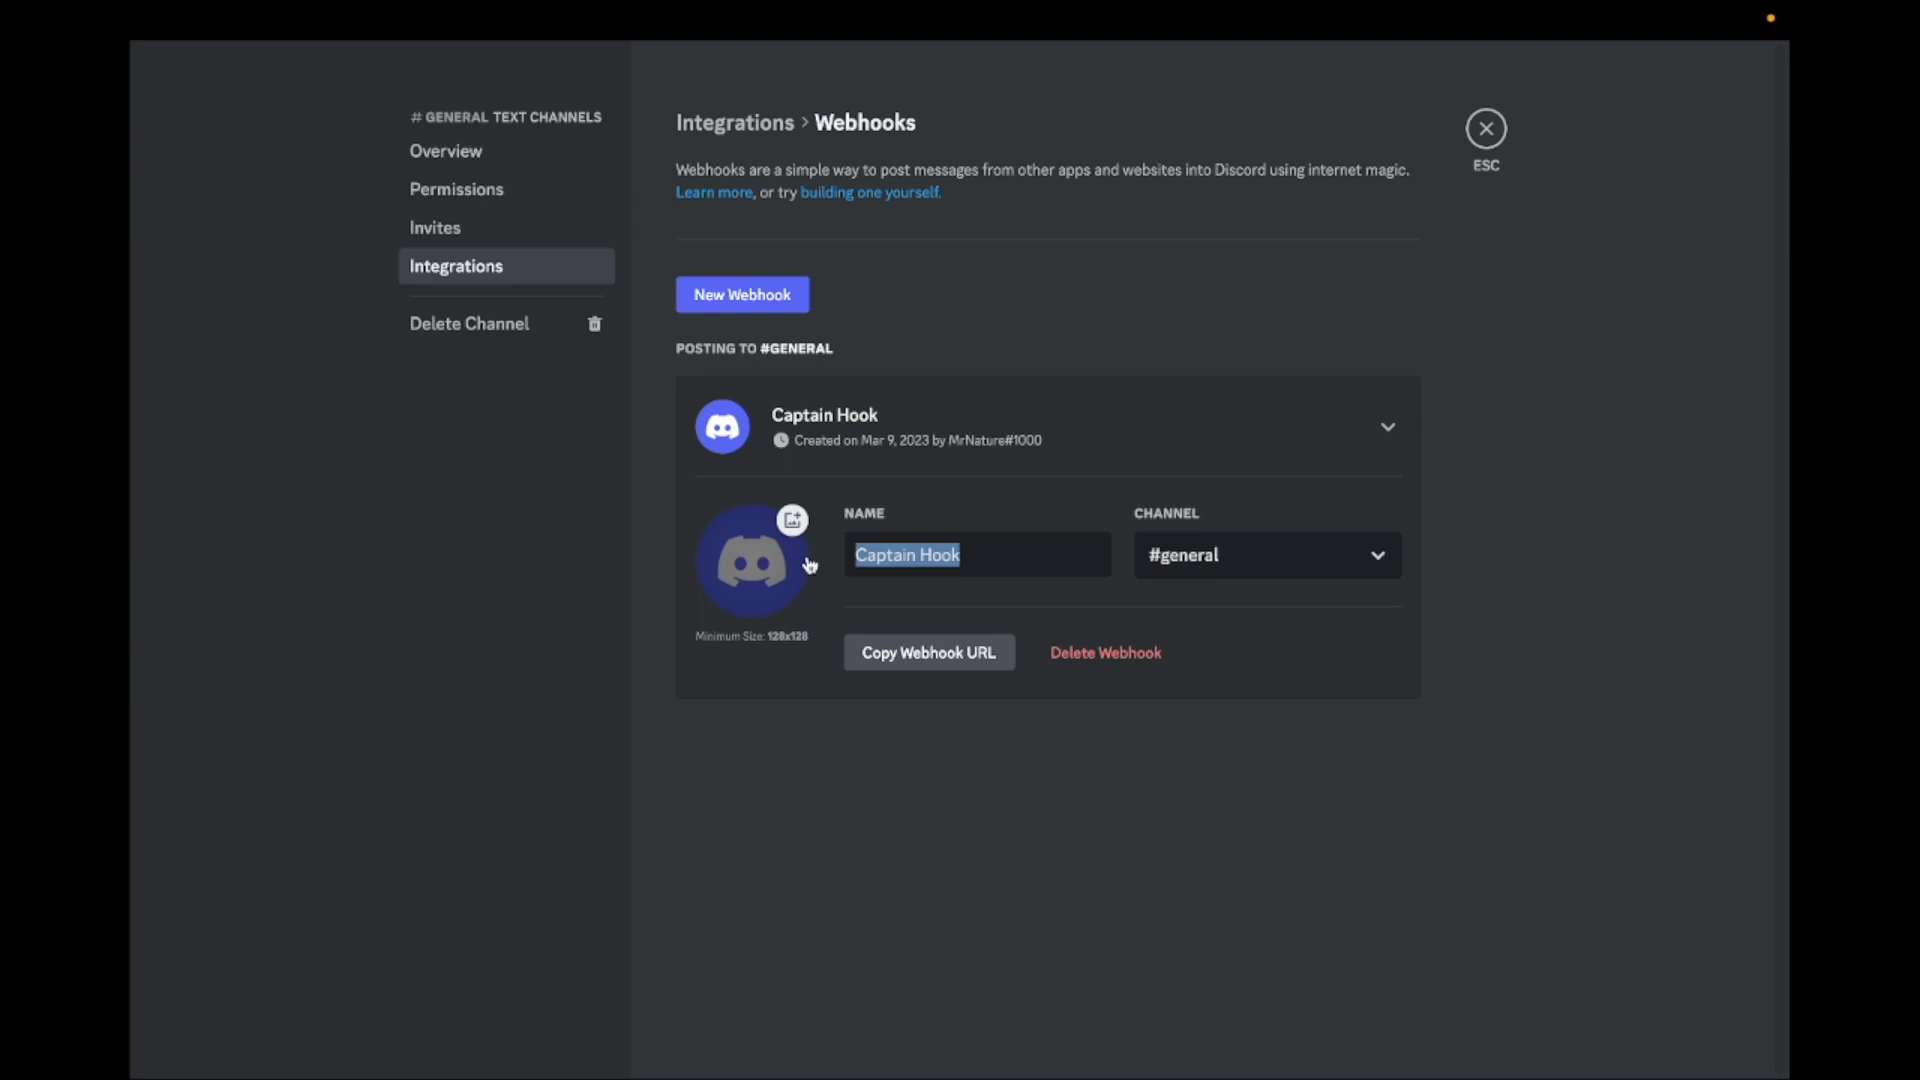 # GENERAL TEXT CHANNELS
Overview
Permissions
Invites
Integrations
Delete Channel
Integrations > Webhooks
ESC
Webhooks are a simple way to post messages from other apps and websites into Discord using internet magic.
Learn more, or try building one yourself.
New Webhook
POSTING TO #GENERAL
Captain Hook
Created on Mar 9, 2023 by MrNature#1000
NAME
CHANNEL
Captain Hook
#general
Minimum Size: 128x128
Copy Webhook URL
Delete Webhook